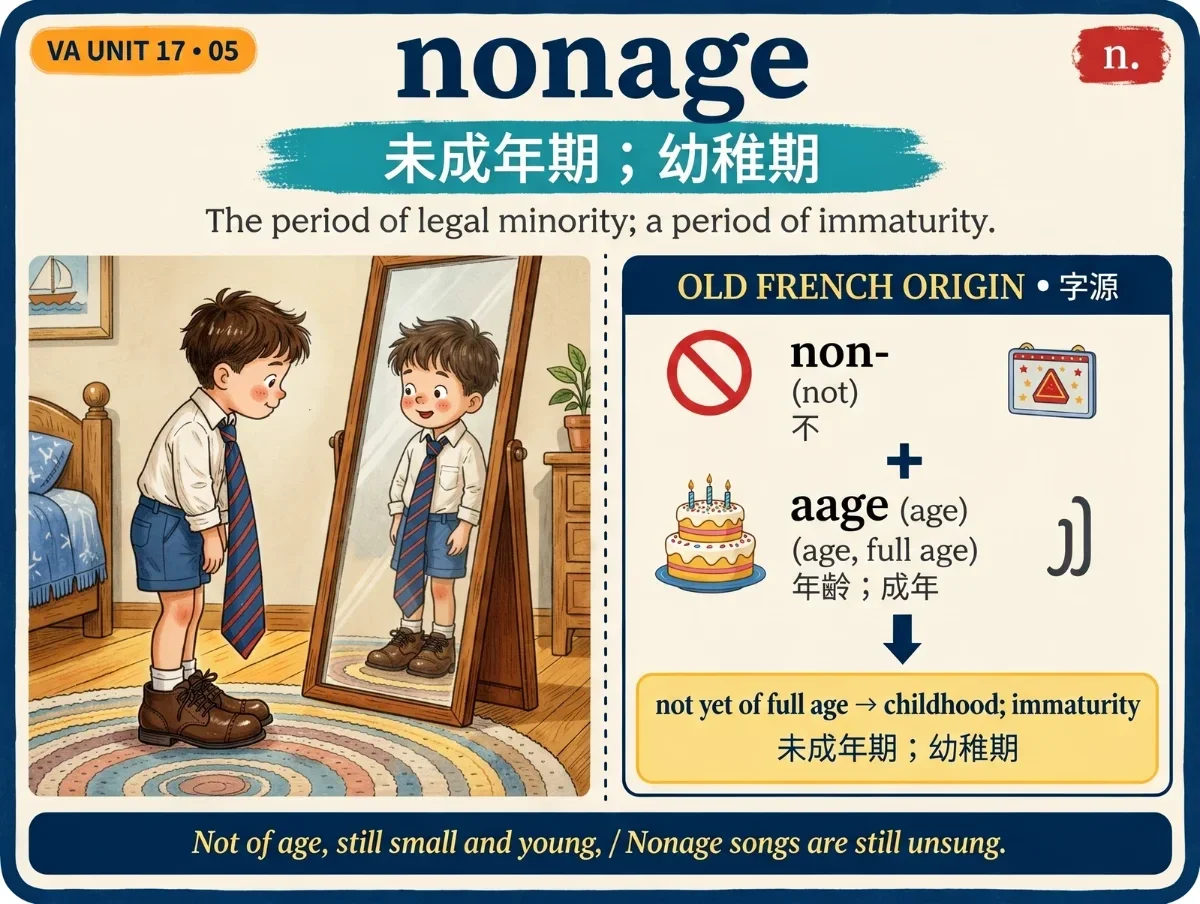 VA UNIT 17 • 05
nonage
n.
未成年期；幼稚期
The period of legal minority; a period of immaturity.
OLD FRENCH ORIGIN • 字源
non-
(not)
不
+
aage (age)
(age, full age)
年齡；成年
not yet of full age → childhood; immaturity
未成年期；幼稚期
Not of age, still small and young, / Nonage songs are still unsung.